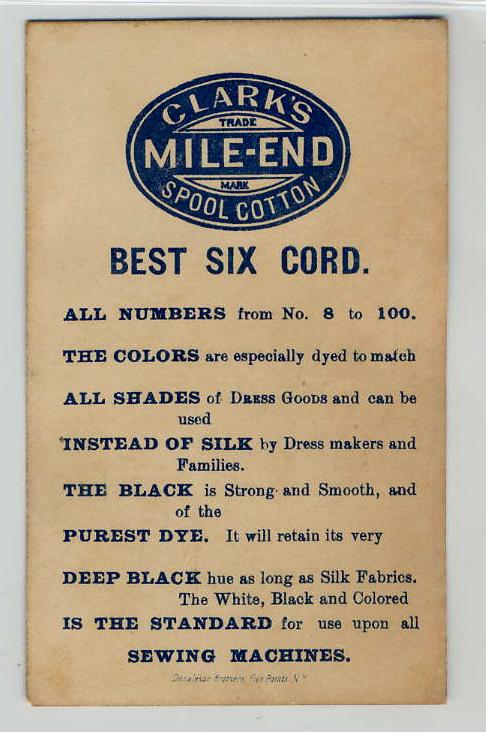 CLARK'S
TRADE
MILE-END
MARK
SPOOL COTTON
BEST SIX CORD.
ALL NUMBERS from No. 8 to 100.
THE COLORS are especially dyed to match
ALL SHADES of DRESS GOODS and can be
used
INSTEAD OF SILK by Dress makers and
Families.
THE BLACK is Strong and Smooth, and
of the
PUREST DYE. It will retain its very
DEEP BLACK hue as long as Silk Fabrics.
The White, Black and Colored
IS THE STANDARD for use upon all
SEWING MACHINES.
Donaldson Brothers, Five Points, N.Y.